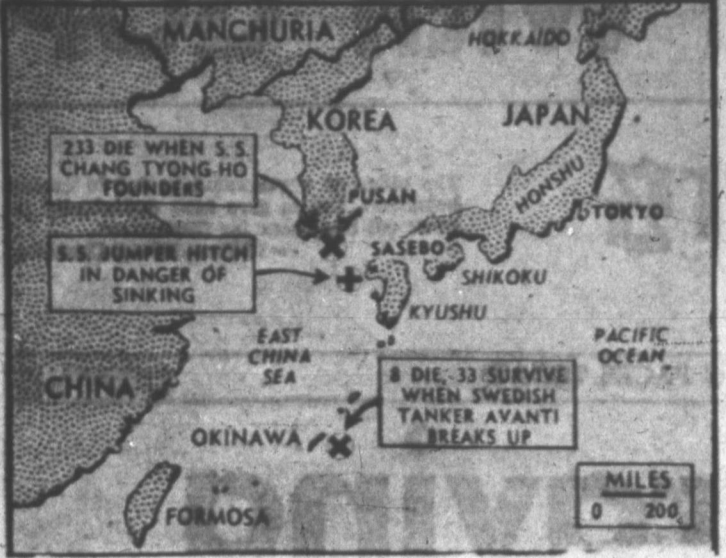 MANCHURIA
HOKKAIDO
KOREA
JAPAN
233 DIE WHEN S. S.
CHANG TYONG-HO
FOUNDERS
HONSHU
PUSAN
TOKYO
S. S. JUMPER HITCH
IN DANGER OF
SINKING
SASEBO
SHIKOKU
KYUSHU
EAST
CHINA
SEA
PACIFIC
OCEAN
CHINA
8 DIE, 33 SURVIVE
WHEN SWEDISH
TANKER AVANTI
BREAKS UP
OKINAWA
FORMOSA
MILES
0 200